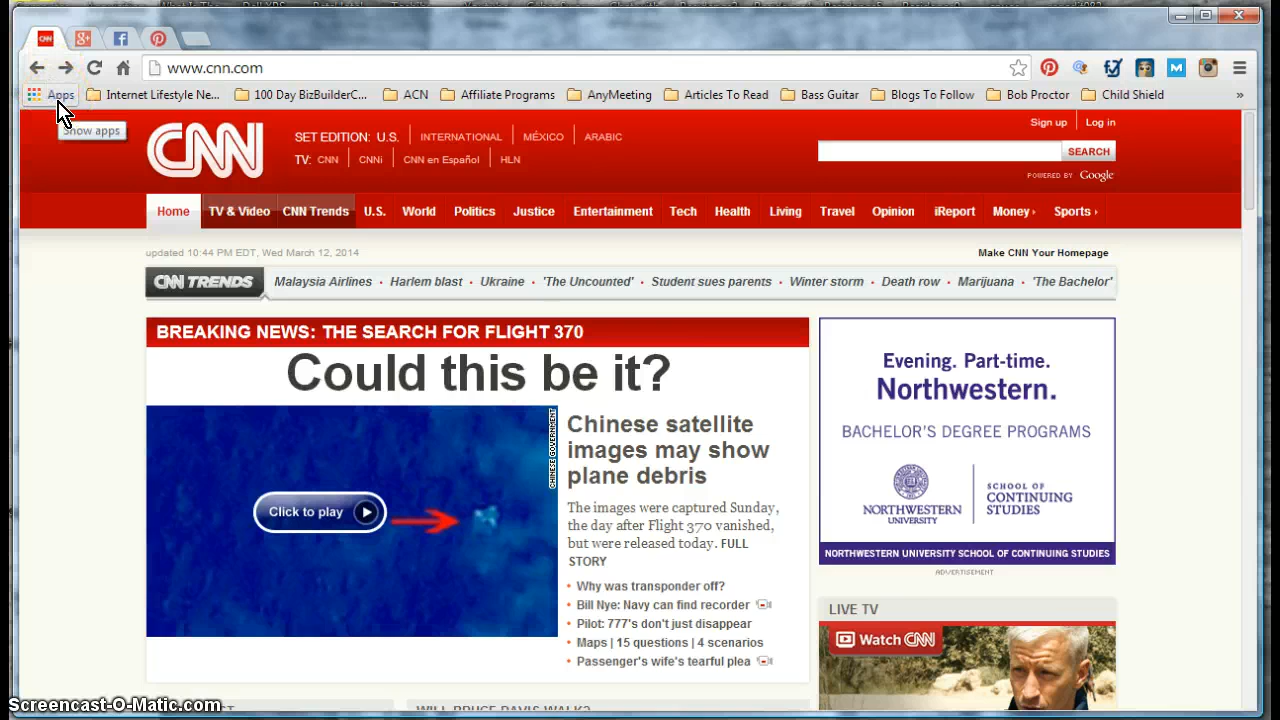 CNN
www.cnn.com
Apps
Internet Lifestyle Ne...
100 Day BizBuilderC...
ACN
Affiliate Programs
AnyMeeting
Articles To Read
Bass Guitar
Blogs To Follow
Bob Proctor
Child Shield
»
Show apps
CNN
SET EDITION: U.S.
INTERNATIONAL
MÉXICO
ARABIC
TV:
CNN
CNNi
CNN en Español
HLN
Sign up
Log in
SEARCH
POWERED BY Google
Home
TV & Video
CNN Trends
U.S.
World
Politics
Justice
Entertainment
Tech
Health
Living
Travel
Opinion
iReport
Money
Sports
updated 10:44 PM EDT, Wed March 12, 2014
Make CNN Your Homepage
CNN TRENDS
Malaysia Airlines • Harlem blast • Ukraine • 'The Uncounted' • Student sues parents • Winter storm • Death row • Marijuana • 'The Bachelor'
BREAKING NEWS: THE SEARCH FOR FLIGHT 370
Could this be it?
CHINESE GOVERNMENT
Click to play
Chinese satellite
images may show
plane debris
The images were captured Sunday,
the day after Flight 370 vanished,
but were released today. FULL
STORY
• Why was transponder off?
• Bill Nye: Navy can find recorder
• Pilot: 777's don't just disappear
• Maps | 15 questions | 4 scenarios
• Passenger's wife's tearful plea
Evening. Part-time.
Northwestern.
BACHELOR'S DEGREE PROGRAMS
NORTHWESTERN
UNIVERSITY
SCHOOL OF
CONTINUING
STUDIES
NORTHWESTERN UNIVERSITY SCHOOL OF CONTINUING STUDIES
ADVERTISEMENT
LIVE TV
Watch CNN
Screencast-O-Matic.com